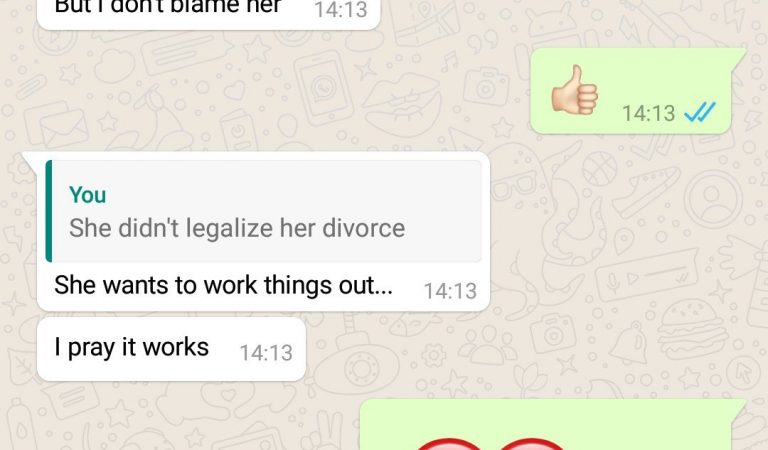 But I don't blame her 14:13
14:13
You
She didn't legalize her divorce
She wants to work things out... 14:13
I pray it works 14:13